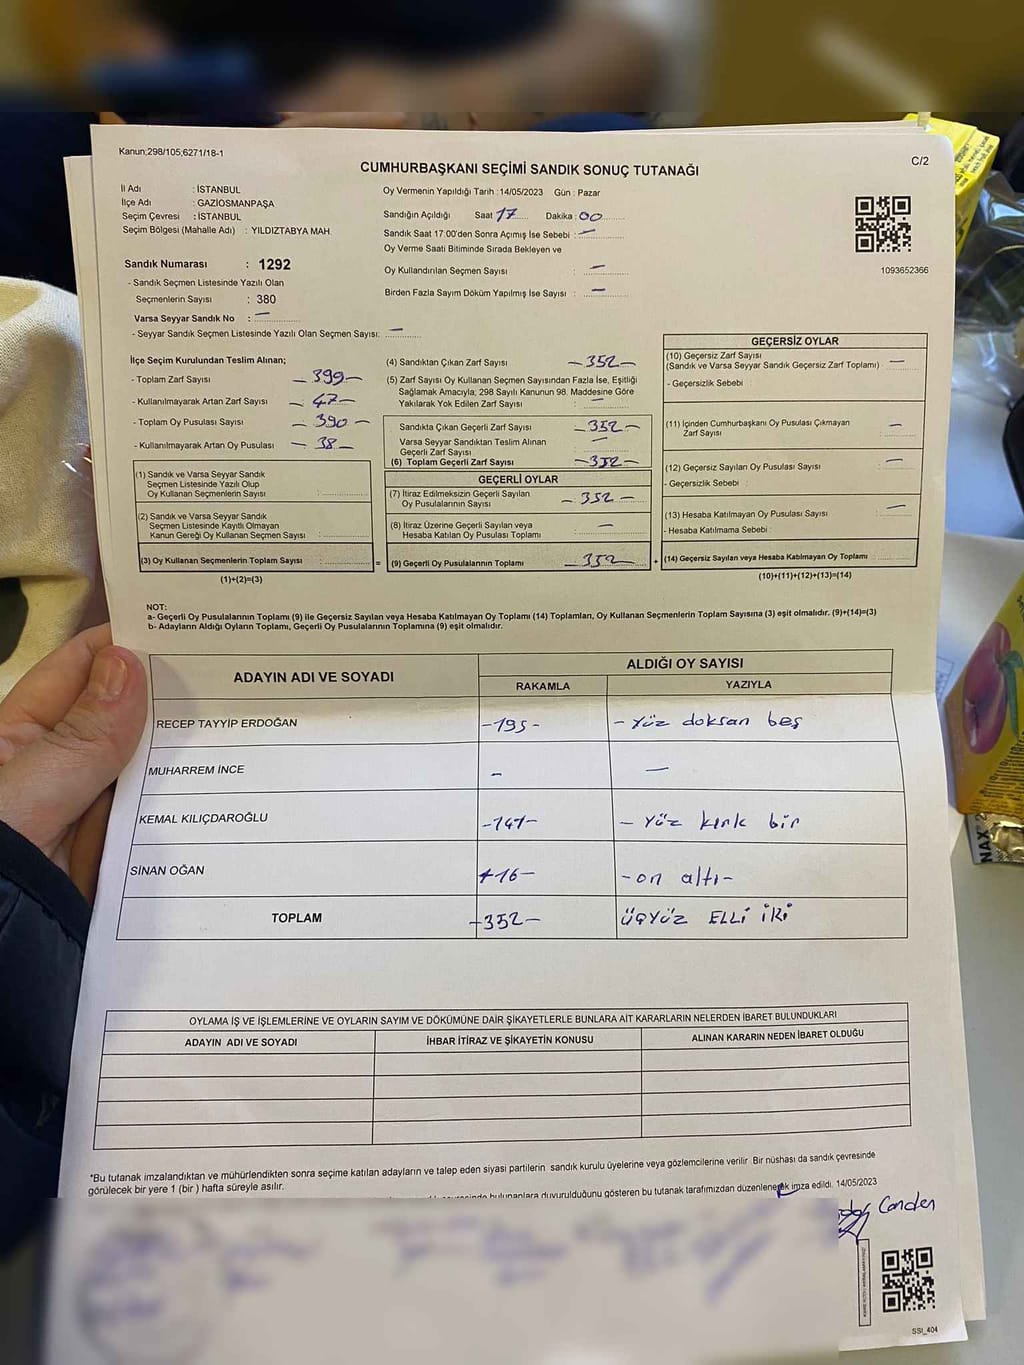 Kanun;298/105;6271/18-1
CUMHURBAŞKANI SEÇİMİ SANDIK SONUÇ TUTANAĞI
C/2
İl Adı : İSTANBUL
İlçe Adı : GAZİOSMANPAŞA
Seçim Çevresi : İSTANBUL
Seçim Bölgesi (Mahalle Adı) : YILDIZTABYA MAH.
Sandık Numarası : 1292
- Sandık Seçmen Listesinde Yazılı Olan
Seçmenlerin Sayısı : 380
Varsa Seyyar Sandık No : —
- Seyyar Sandık Seçmen Listesinde Yazılı Olan Seçmen Sayısı: —
Oy Vermenin Yapıldığı Tarih :14/05/2023 Gün : Pazar
Sandığın Açıldığı Saat 17 Dakika : 00
Sandık Saat 17:00'den Sonra Açımış İse Sebebi : —
Oy Verme Saati Bitiminde Sırada Bekleyen ve
Oy Kullandırılan Seçmen Sayısı : —
Birden Fazla Sayım Döküm Yapılmış İse Sayısı : —
1093652366
İlçe Seçim Kurulundan Teslim Alınan;
- Toplam Zarf Sayısı — 399 —
- Kullanılmayarak Artan Zarf Sayısı — 47 —
- Toplam Oy Pusulası Sayısı — 390 —
- Kullanılmayarak Artan Oy Pusulası — 38 —
(1) Sandık ve Varsa Seyyar Sandık
Seçmen Listesinde Yazılı Olup
Oy Kullanan Seçmenlerin Sayısı :
(2) Sandık ve Varsa Seyyar Sandık
Seçmen Listesinde Kayıtlı Olmayan
Kanun Gereği Oy Kullanan Seçmen Sayısı :
(3) Oy Kullanan Seçmenlerin Toplam Sayısı : =
(1)+(2)=(3)
(4) Sandıktan Çıkan Zarf Sayısı — 352 —
(5) Zarf Sayısı Oy Kullanan Seçmen Sayısından Fazla İse, Eşitliği
Sağlamak Amacıyla; 298 Sayılı Kanunun 98. Maddesine Göre
Yakılarak Yok Edilen Zarf Sayısı : —
Sandıkta Çıkan Geçerli Zarf Sayısı — 352 —
Varsa Seyyar Sandıktan Teslim Alınan
Geçerli Zarf Sayısı : —
(6) Toplam Geçerli Zarf Sayısı — 352 —
GEÇERLİ OYLAR
(7) İtiraz Edilmeksizin Geçerli Sayılan
Oy Pusulalarının Sayısı — 352 —
(8) İtiraz Üzerine Geçerli Sayılan veya
Hesaba Katılan Oy Pusulası Toplamı —
(9) Geçerli Oy Pusulalarının Toplamı — 352 — +
GEÇERSİZ OYLAR
(10) Geçersiz Zarf Sayısı
(Sandık ve Varsa Seyyar Sandık Geçersiz Zarf Toplamı) : —
- Geçersizlik Sebebi :
(11) İçinden Cumhurbaşkanı Oy Pusulası Çıkmayan
Zarf Sayısı : —
(12) Geçersiz Sayılan Oy Pusulası Sayısı : —
- Geçersizlik Sebebi :
(13) Hesaba Katılmayan Oy Pusulası Sayısı : —
- Hesaba Katılmama Sebebi :
(14) Geçersiz Sayılan veya Hesaba Katılmayan Oy Toplamı :
(10)+(11)+(12)+(13)=(14)
NOT:
a- Geçerli Oy Pusulalarının Toplamı (9) ile Geçersiz Sayılan veya Hesaba Katılmayan Oy Toplamı (14) Toplamları, Oy Kullanan Seçmenlerin Toplam Sayısına (3) eşit olmalıdır. (9)+(14)=(3)
b- Adayların Aldığı Oyların Toplamı, Geçerli Oy Pusulalarının Toplamına (9) eşit olmalıdır.
ADAYIN ADI VE SOYADI
ALDIĞI OY SAYISI
RAKAMLA YAZIYLA
RECEP TAYYİP ERDOĞAN -195- - Yüz doksan beş
MUHARREM İNCE - —
KEMAL KILIÇDAROĞLU -141- - Yüz kırk bir
SİNAN OĞAN +16- -on altı-
TOPLAM -352- ÜÇYÜZ ELLİ İKİ
OYLAMA İŞ VE İŞLEMLERİNE VE OYLARIN SAYIM VE DÖKÜMÜNE DAİR ŞİKAYETLERLE BUNLARA AİT KARARLARIN NELERDEN İBARET BULUNDUKLARI
ADAYIN ADI VE SOYADI İHBAR İTİRAZ VE ŞİKAYETİN KONUSU ALINAN KARARIN NEDEN İBARET OLDUĞU
*Bu tutanak imzalandıktan ve mühürlendikten sonra seçime katılan adayların ve talep eden siyasi partilerin sandık kurulu üyelerine veya gözlemcilerine verilir Bir nüshası da sandık çevresinde
görülecek bir yere 1 (bir ) hafta süreyle asılır.
bulunanlara duyurulduğunu gösteren bu tutanak tarafımızdan düzenlenerek imza edildi. 14/05/2023
Canden
SSI_404
NAX